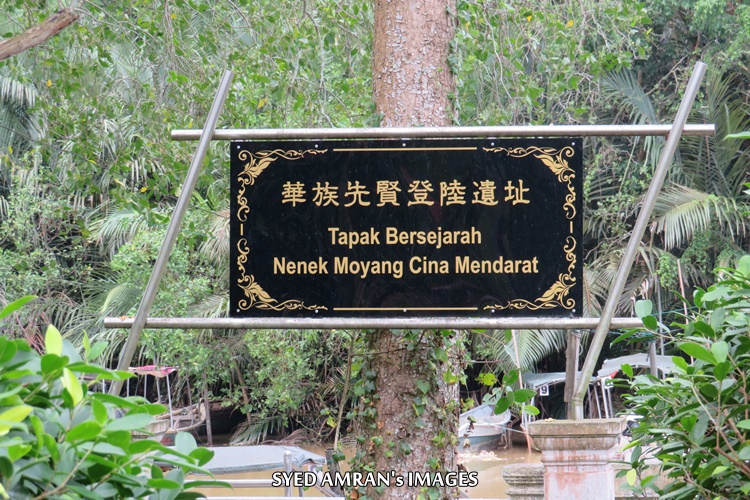 華族先賢登陸遺址
Tapak Bersejarah
Nenek Moyang Cina Mendarat
SYED AMRAN's IMAGES